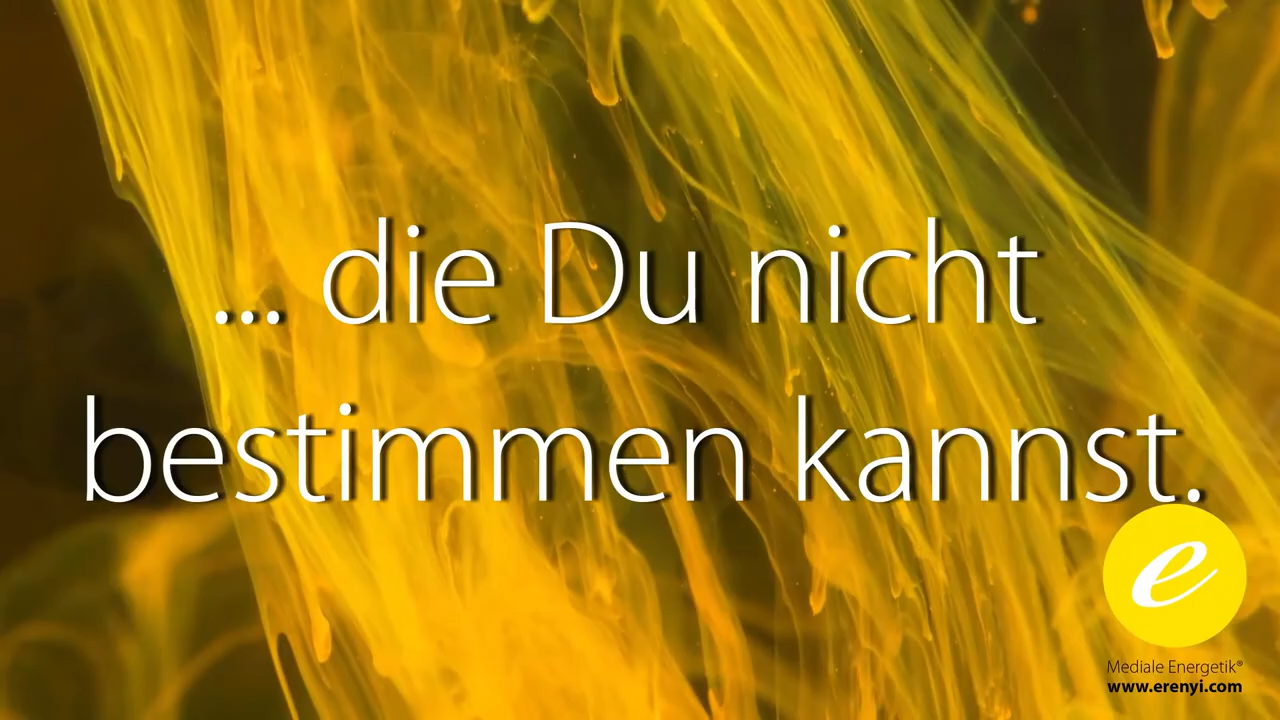 ... die Du nicht
bestimmen kannst.
e
Mediale Energetik®
www.erenyi.com